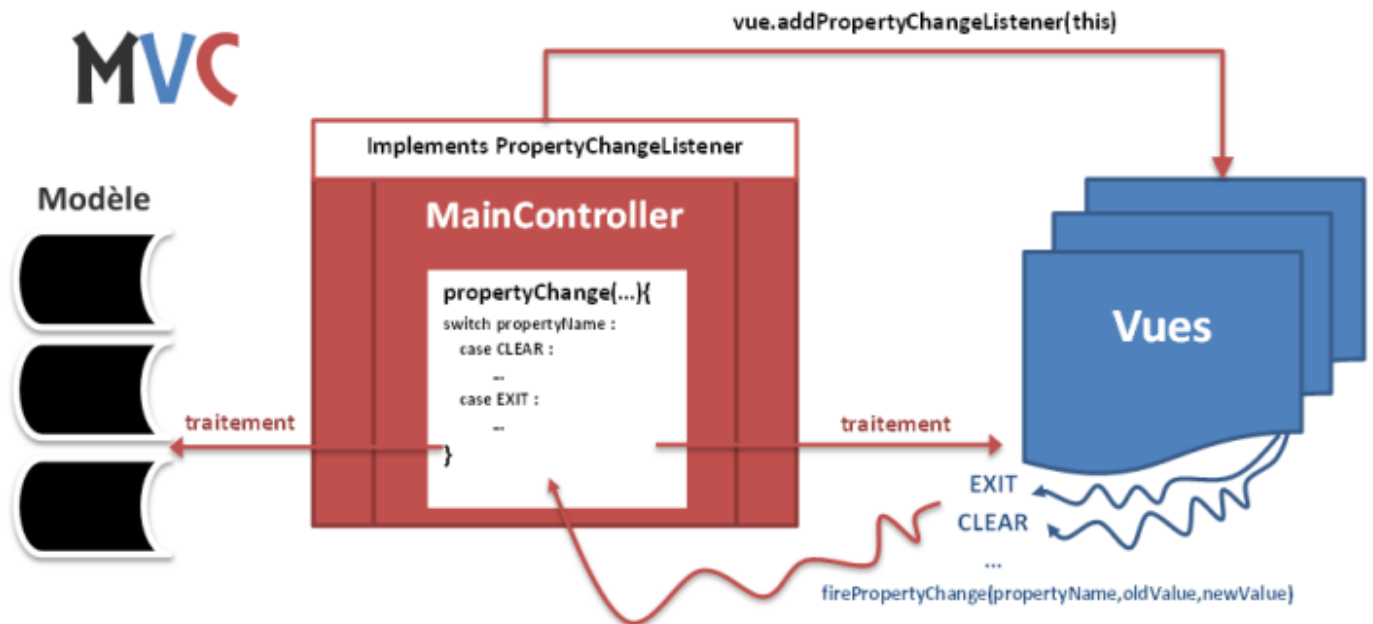 vue.addPropertyChangeListener(this)
MVC
Implements PropertyChangeListener
Modèle
MainController
propertyChange(...){
switch propertyName :
case CLEAR :
...
case EXIT :
...
}
Vues
traitement
traitement
EXIT
CLEAR
...
firePropertyChange(propertyName,oldValue,newValue)